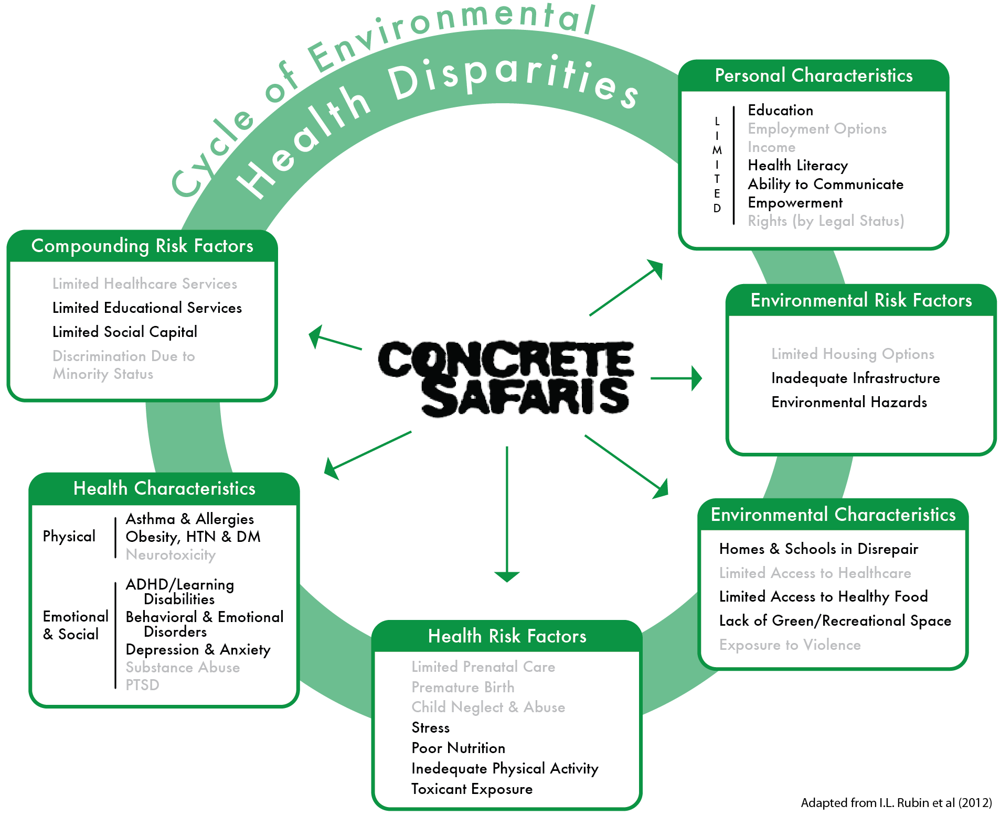 Cycle of Environmental
Health Disparities
Personal Characteristics
LIMITED
Education
Employment Options
Income
Health Literacy
Ability to Communicate
Empowerment
Rights (by Legal Status)
Environmental Risk Factors
Limited Housing Options
Inadequate Infrastructure
Environmental Hazards
Environmental Characteristics
Homes & Schools in Disrepair
Limited Access to Healthcare
Limited Access to Healthy Food
Lack of Green/Recreational Space
Exposure to Violence
Health Risk Factors
Limited Prenatal Care
Premature Birth
Child Neglect & Abuse
Stress
Poor Nutrition
Inedequate Physical Activity
Toxicant Exposure
Health Characteristics
Physical
Asthma & Allergies
Obesity, HTN & DM
Neurotoxicity
Emotional
& Social
ADHD/Learning
Disabilities
Behavioral & Emotional
Disorders
Depression & Anxiety
Substance Abuse
PTSD
Compounding Risk Factors
Limited Healthcare Services
Limited Educational Services
Limited Social Capital
Discrimination Due to
Minority Status
CONCRETE
SAFARIS
Adapted from I.L. Rubin et al (2012)